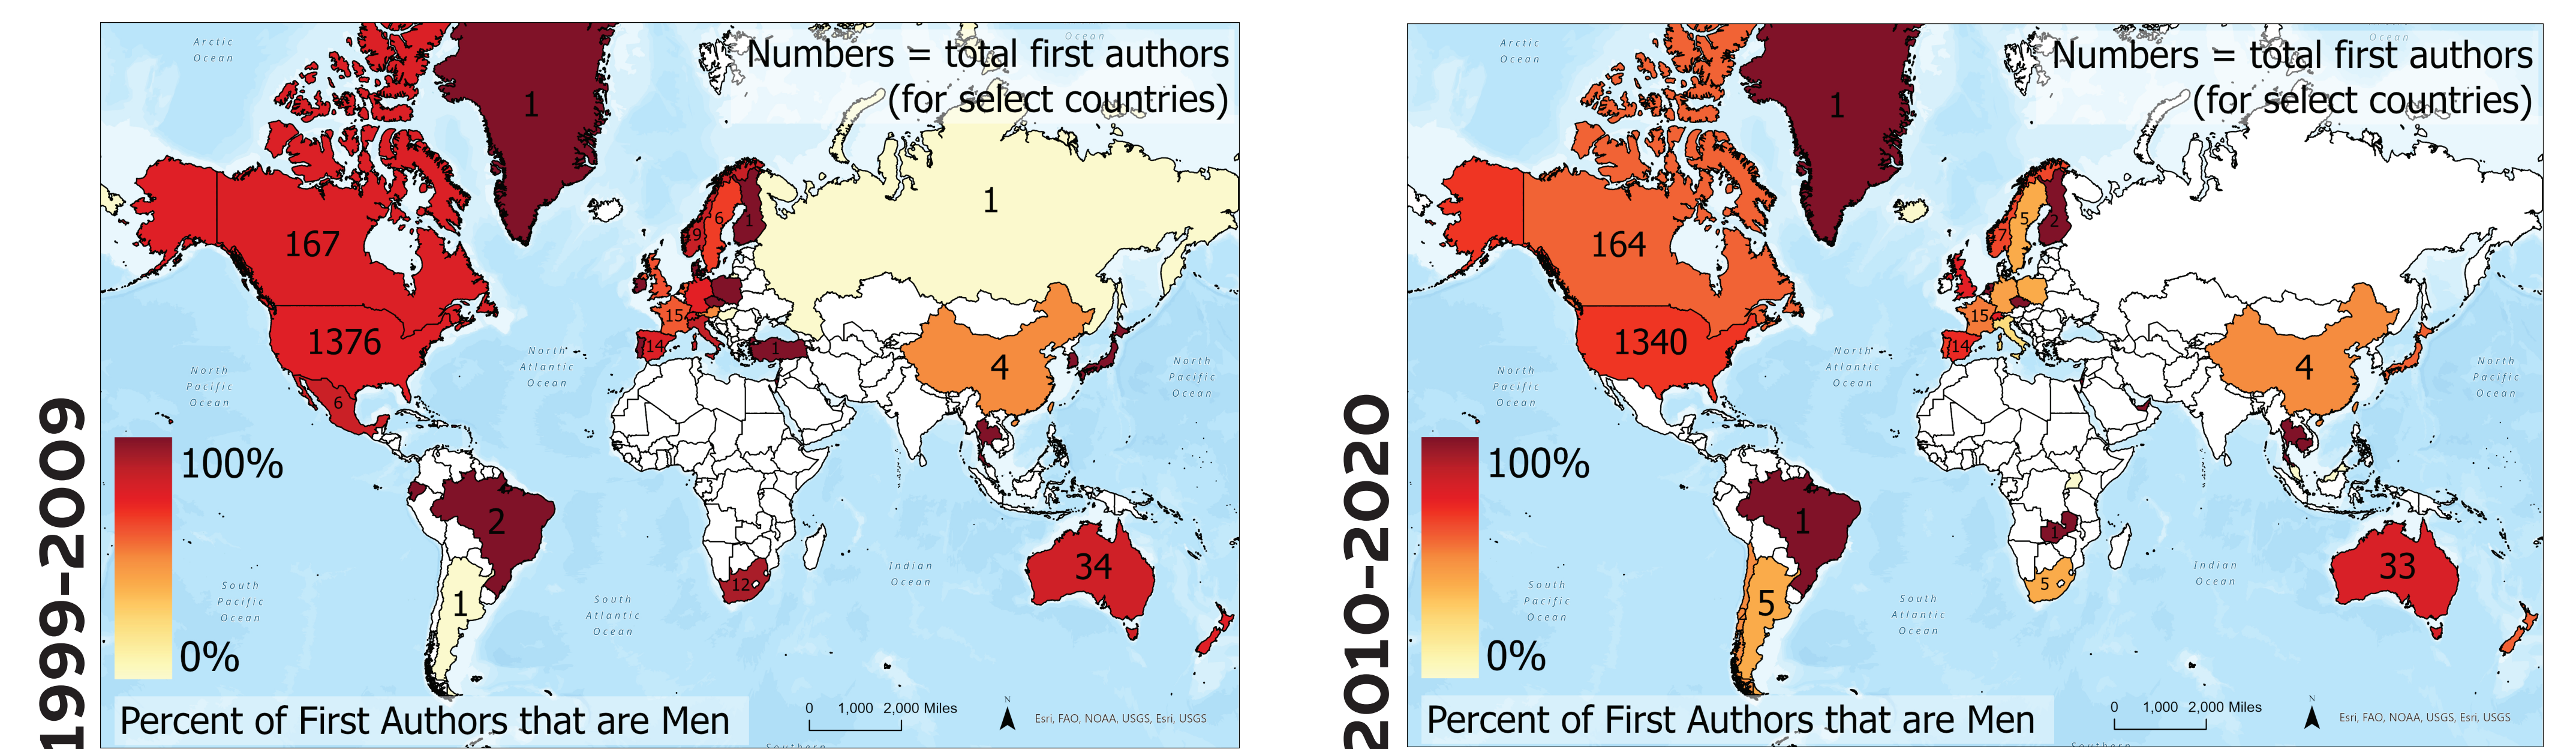 1999-2009
Arctic
Ocean
Ocean
Numbers = total first authors
(for select countries)
1
1
167
9
6
1
1376
15
14
1
4
North
Pacific
Ocean
North
Atlantic
Ocean
North
Pacific
Ocean
6
100%
2
34
12
1
Indian
Ocean
South
Pacific
Ocean
South
Atlantic
Ocean
0%
Percent of First Authors that are Men
0 1,000 2,000 Miles
N
Esri, FAO, NOAA, USGS, Esri, USGS
Southern
2010-2020
Arctic
Ocean
Ocean
Numbers = total first authors
(for select countries)
1
164
7
5
2
1340
15
14
4
North
Pacific
Ocean
North
Atlantic
Ocean
North
Pacific
Ocean
100%
1
1
33
5
5
Indian
Ocean
South
Pacific
Ocean
South
Atlantic
Ocean
0%
Percent of First Authors that are Men
0 1,000 2,000 Miles
N
Esri, FAO, NOAA, USGS, Esri, USGS
Southern